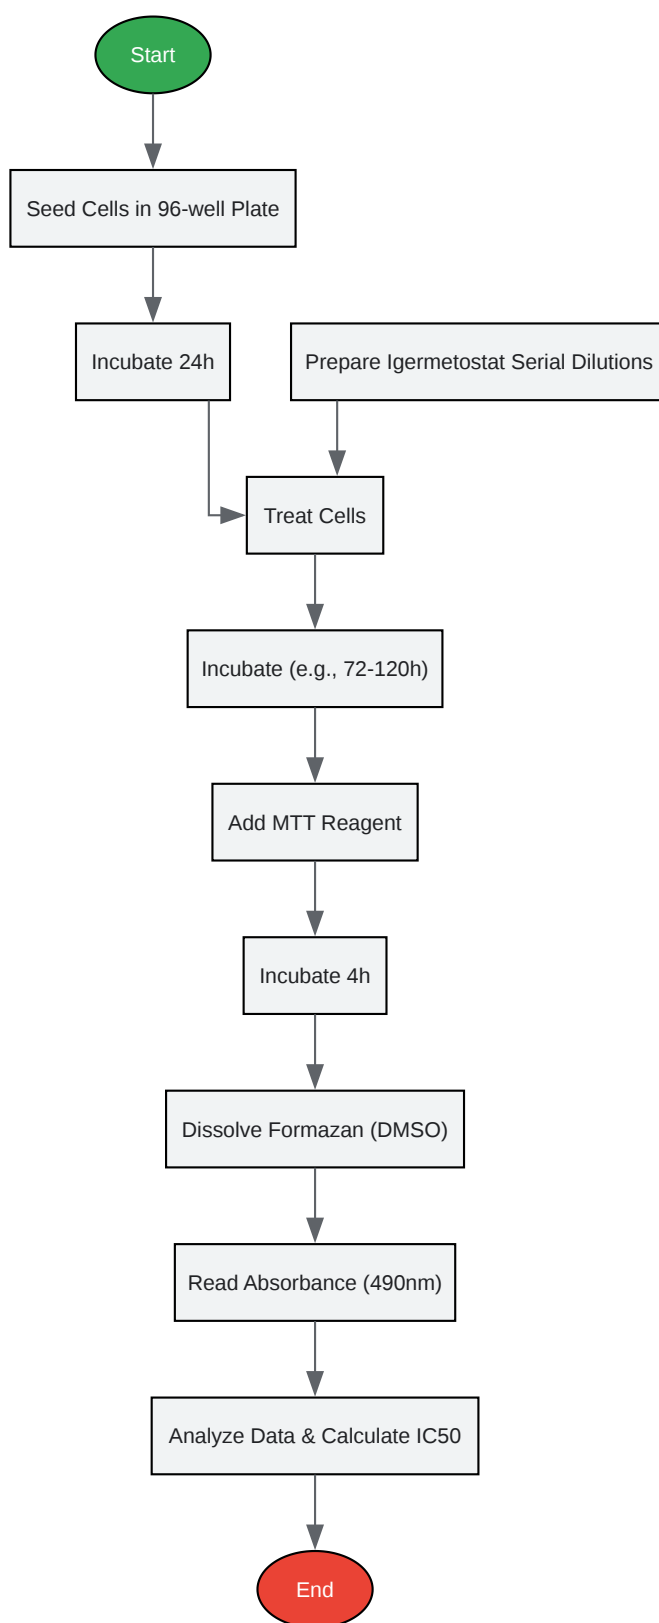 Start
Seed Cells in 96-well Plate
Incubate 24h
Prepare Igermetostat Serial Dilutions
Treat Cells
Incubate (e.g., 72-120h)
Add MTT Reagent
Incubate 4h
Dissolve Formazan (DMSO)
Read Absorbance (490nm)
Analyze Data & Calculate IC50
End